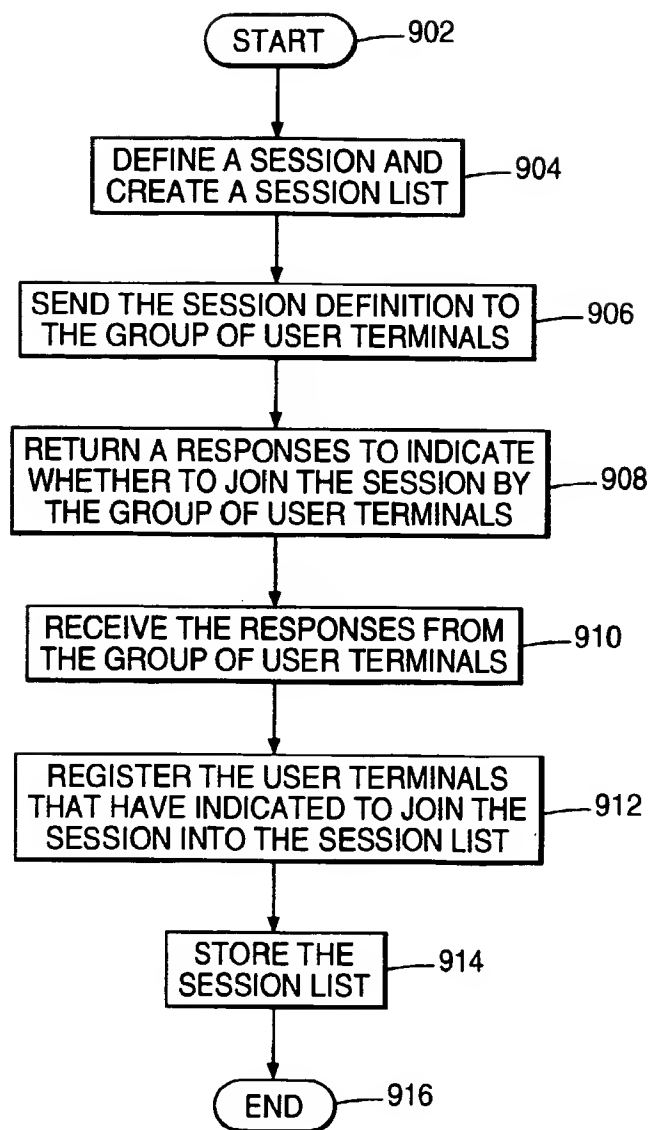 START
902
DEFINE A SESSION AND
CREATE A SESSION LIST
904
SEND THE SESSION DEFINITION TO
THE GROUP OF USER TERMINALS
906
RETURN A RESPONSES TO INDICATE
WHETHER TO JOIN THE SESSION BY
THE GROUP OF USER TERMINALS
908
RECEIVE THE RESPONSES FROM
THE GROUP OF USER TERMINALS
910
REGISTER THE USER TERMINALS
THAT HAVE INDICATED TO JOIN THE
SESSION INTO THE SESSION LIST
912
STORE THE
SESSION LIST
914
END
916